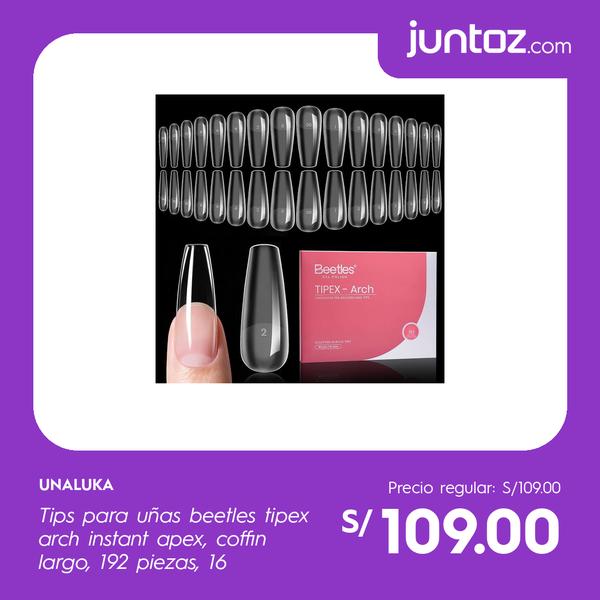 juntoz.com
Beetles
GEL POLISH
TIPEX - Arch
2
UNALUKA
Tips para uñas beetles tipex
arch instant apex, coffin
largo, 192 piezas, 16
Precio regular: S/109.00
S/ 109.00